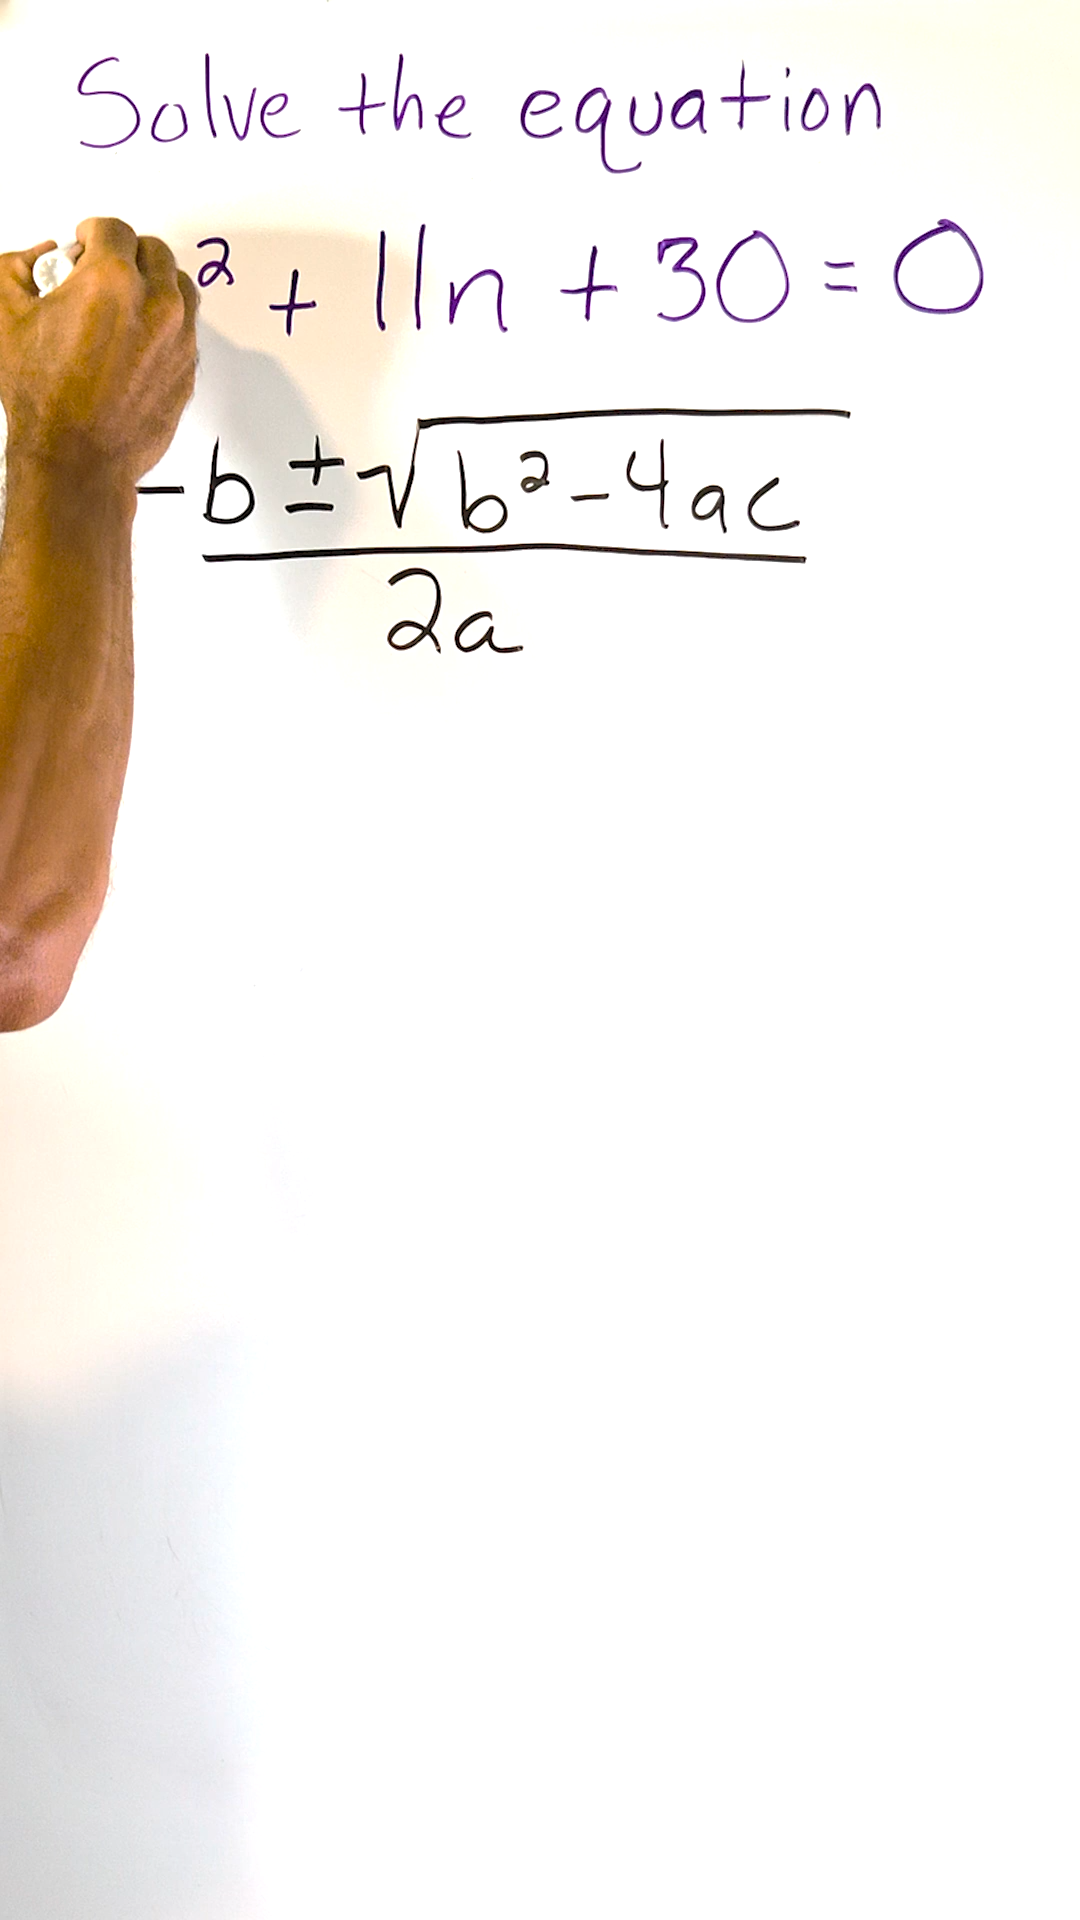 Solve the equation
² + 11n + 30 = 0
-b ± √b² - 4ac
2a